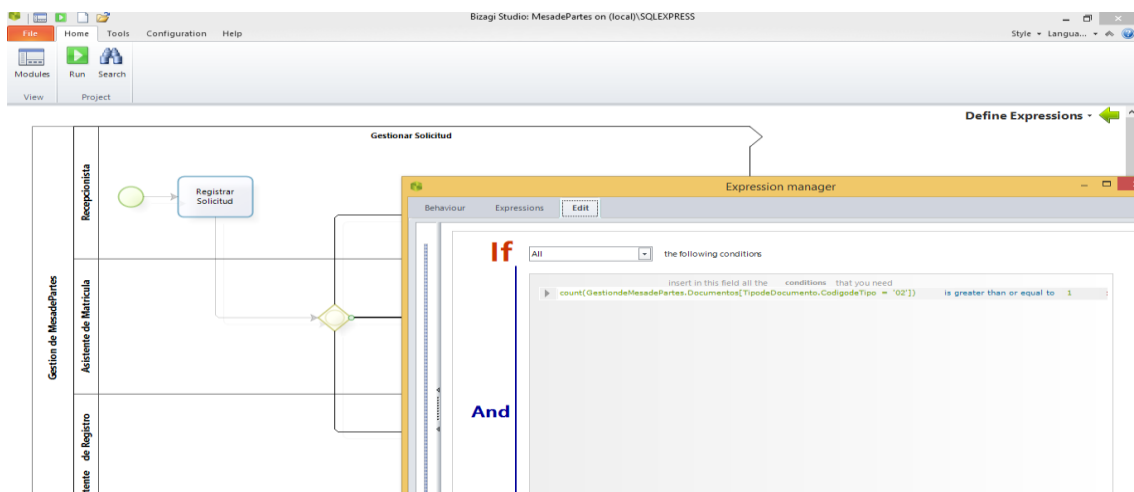 Bizagi Studio: MesadePartes on (local)\SQLEXPRESS
File Home Tools Configuration Help Style Langua...
Modules Run Search
View Project
Define Expressions
Gestionar Solicitud
Gestion de MesadePartes
Recepcionista
Registrar
Solicitud
Asistente de Matricula
tente de Registro
Expression manager
Behaviour Expressions Edit
If All the following conditions
Insert in this field all the conditions that you need
count(GestiondeMesadePartes.Documentos[TipodeDocumento.CodigodeTipo = '02']) is greater than or equal to 1
And